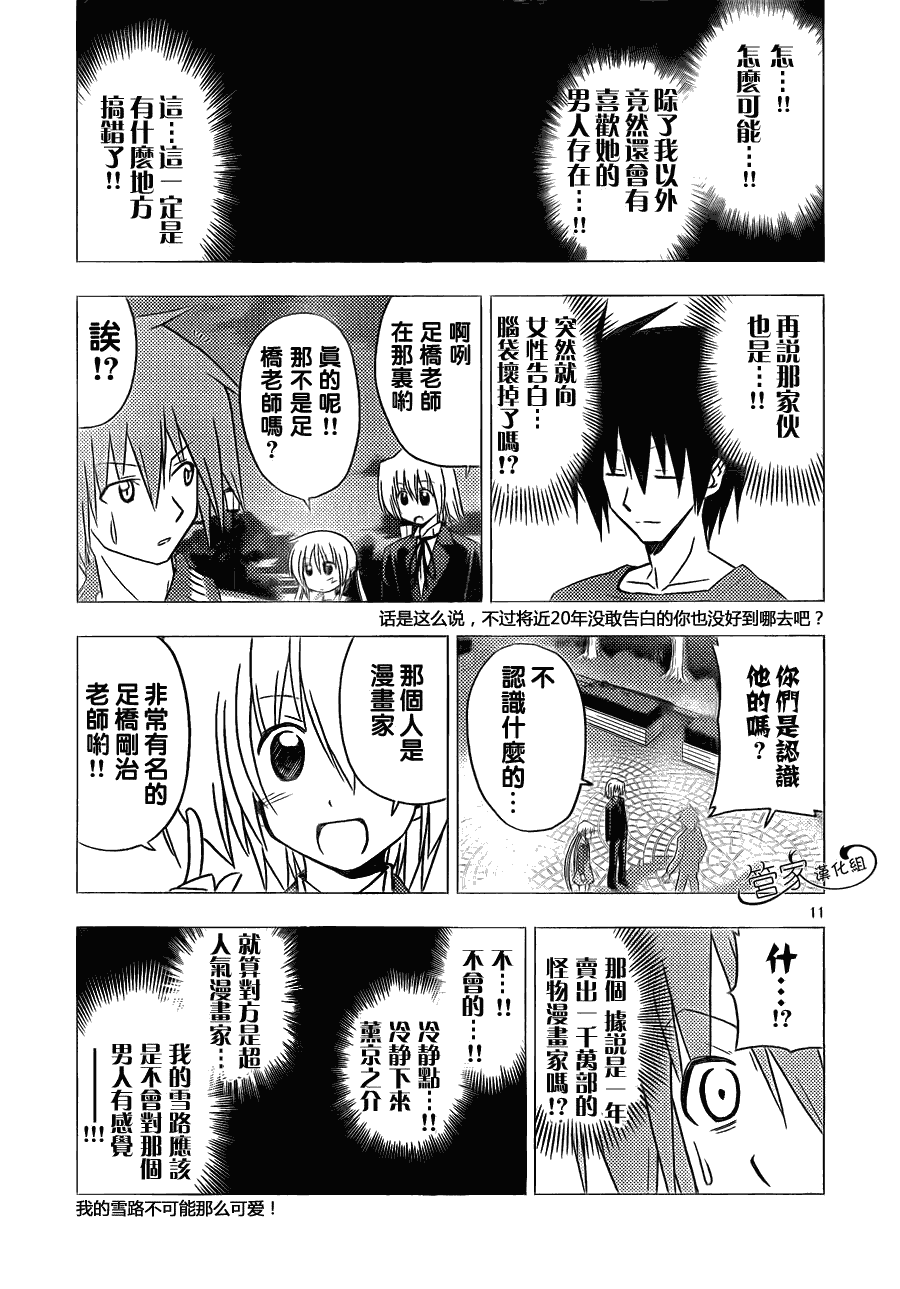 怎…!!
怎麼可能…!!
除了我以外
竟然還會有
喜歡她的
男人存在…!!
這…這一定是
有什麼地方
搞錯了!!
再説那家伙
也是…!!
突然就向
女性告白…
腦袋壞掉了嗎!?
啊咧
足橋老師
在那裏喲
真的呢!!
那不是足
橋老師嗎?
誒!?
话是这么说，不过将近20年没敢告白的你也没好到哪去吧？
你們是認識
他的嗎?
不
認識什麼的…
那個人是
漫畫家
非常有名的
足橋剛治
老師喲!!
管家漢化組
11
什…!?
那個 據説是一年
賣出一千萬部的
怪物漫畫家嗎!?
不…!!
不會的…!!
冷静點…!!
冷静下來
薰京之介
就算對方是超
人氣漫畫家…
我的雪路應該
是不會對那個
男人有感覺
——!!!
我的雪路不可能那么可爱！